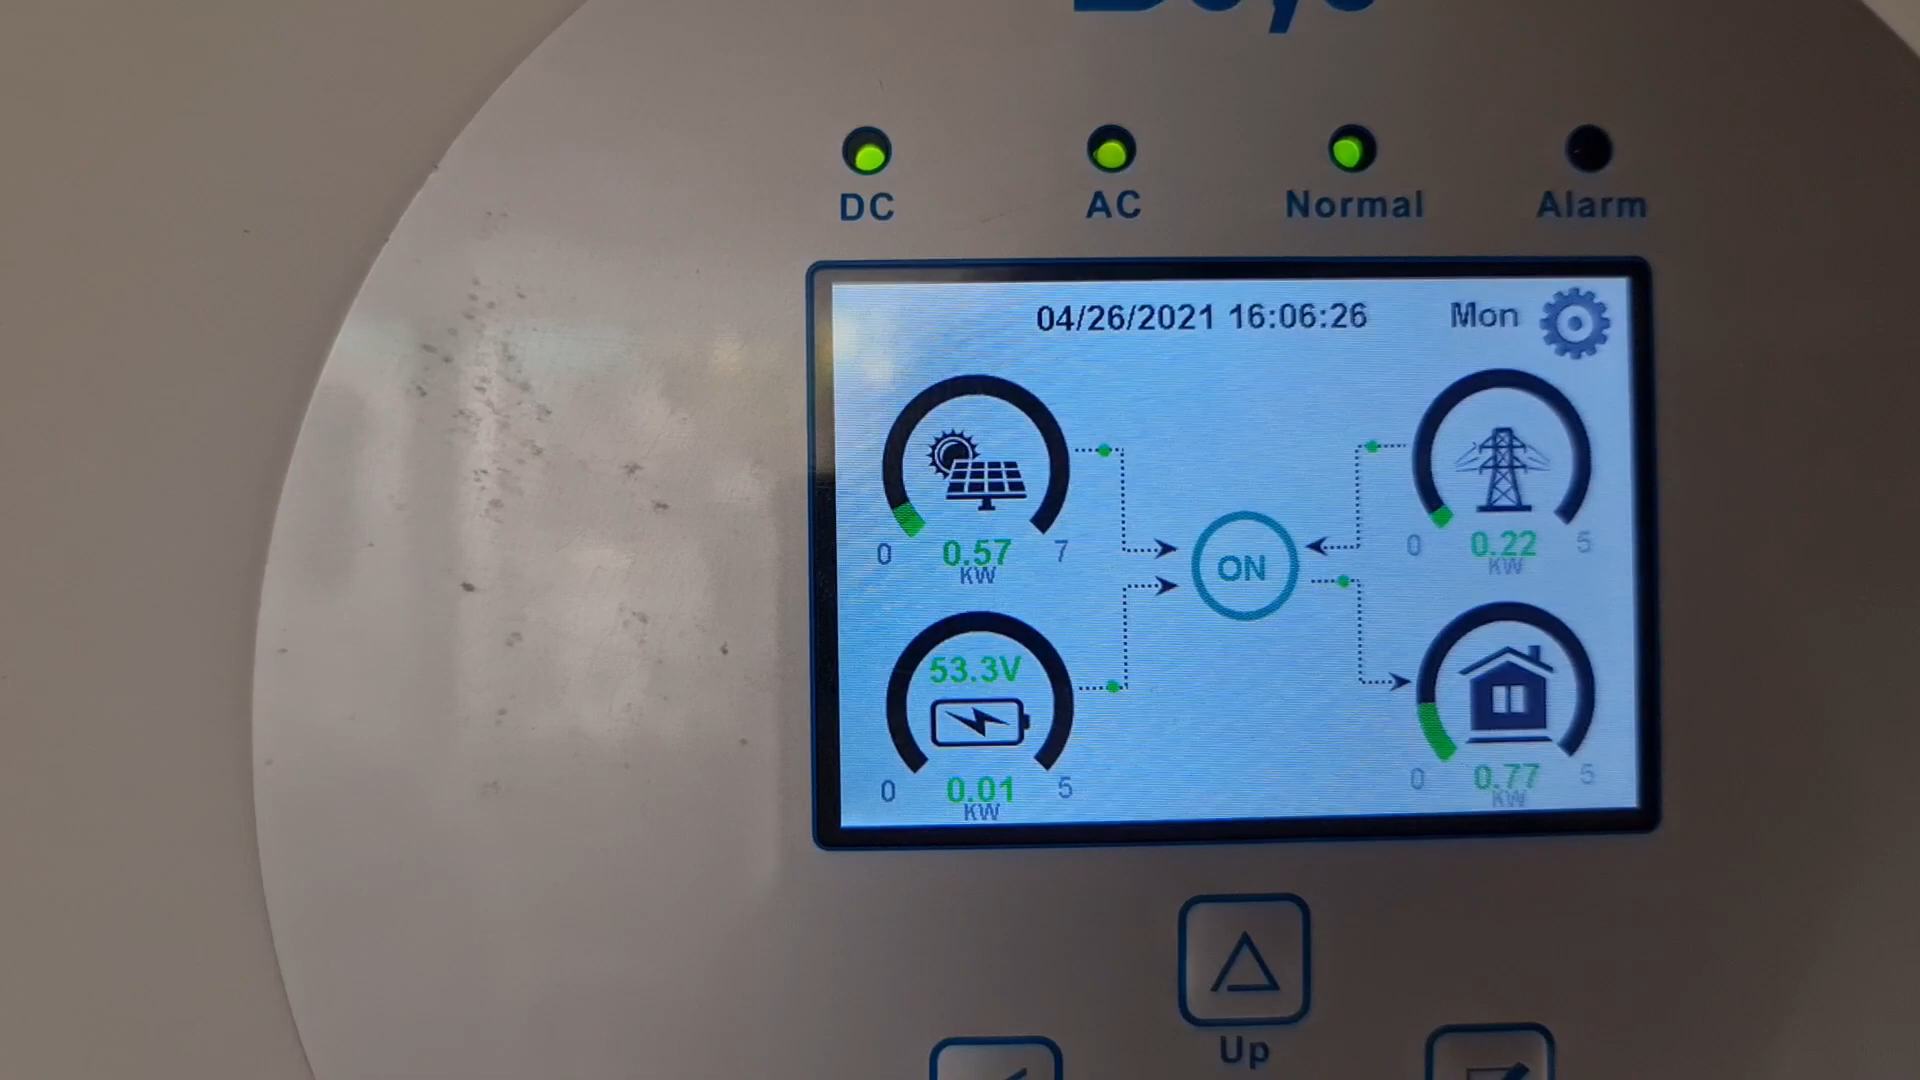 DC AC Normal Alarm
04/26/2021 16:06:26 Mon
0 0.57 7
KW
0 0.22 5
KW
ON
53.3V
0 0.01 5
KW
0 0.77 5
KW
Up